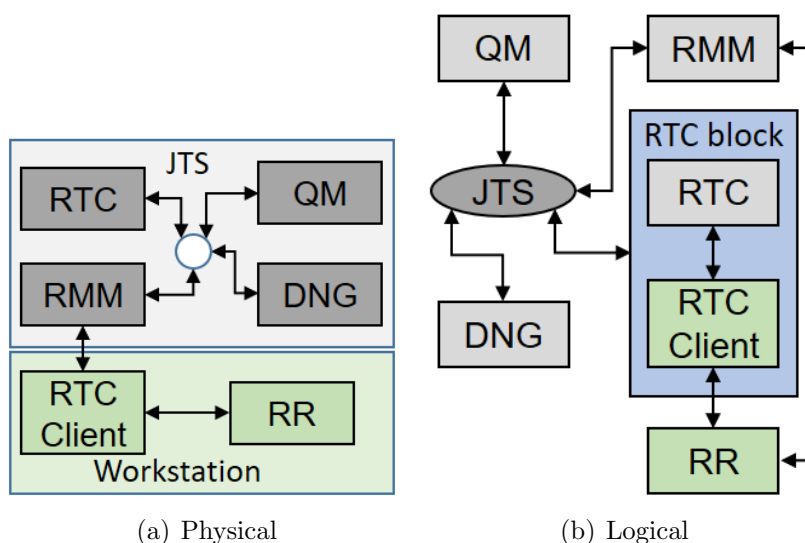 JTS
RTC
QM
RMM
DNG
RTC
Client
RR
Workstation
(a) Physical
QM
RMM
RTC block
JTS
RTC
DNG
RTC
Client
RR
(b) Logical